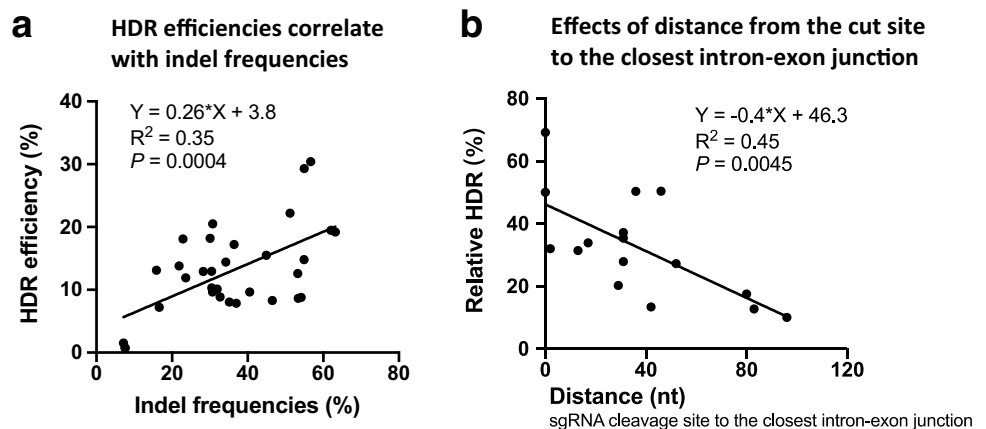 a
HDR efficiencies correlate
with indel frequencies
Y = 0.26*X + 3.8
R² = 0.35
P = 0.0004
HDR efficiency (%)
40
30
20
10
0
0 20 40 60 80
Indel frequencies (%)
b
Effects of distance from the cut site
to the closest intron-exon junction
Y = -0.4*X + 46.3
R² = 0.45
P = 0.0045
Relative HDR (%)
80
60
40
20
0
0 40 80 120
Distance (nt)
sgRNA cleavage site to the closest intron-exon junction